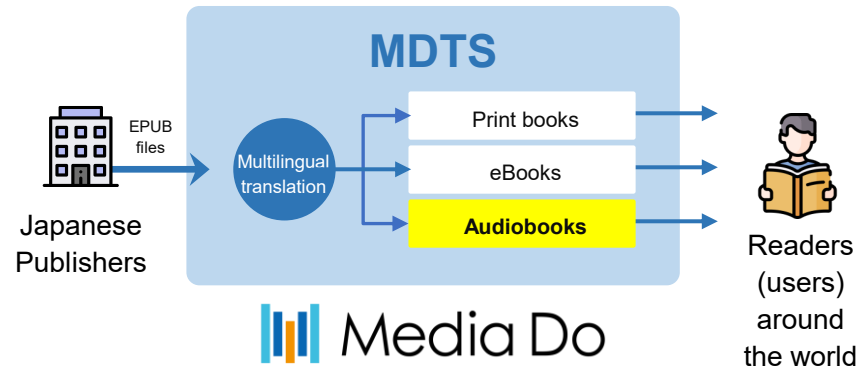 MDTS
EPUB
files
Japanese
Publishers
Multilingual
translation
Print books
eBooks
Audiobooks
Readers
(users)
around
the world
Media Do